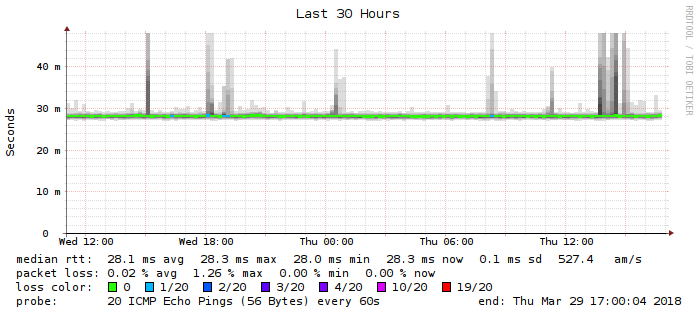 Last 30 Hours
RRDTOOL / TOBI OETIKER
Seconds
40 m
30 m
20 m
10 m
0
Wed 12:00 Wed 18:00 Thu 00:00 Thu 06:00 Thu 12:00
median rtt: 28.1 ms avg 28.3 ms max 28.0 ms min 28.3 ms now 0.1 ms sd 527.4 am/s
packet loss: 0.02 % avg 1.26 % max 0.00 % min 0.00 % now
loss color: 0 1/20 2/20 3/20 4/20 10/20 19/20
probe: 20 ICMP Echo Pings (56 Bytes) every 60s end: Thu Mar 29 17:00:04 2018